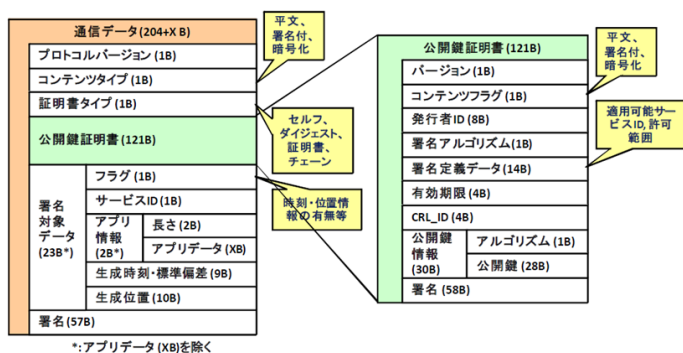 通信データ(204+X B)
プロトコルバージョン(1B)
コンテンツタイプ(1B)
証明書タイプ(1B)
公開鍵証明書(121B)
署名
対象
データ
(23B*)
フラグ(1B)
サービスID(1B)
アプリ
情報
(2B*)
長さ(2B)
アプリデータ(XB)
生成時刻・標準偏差(9B)
生成位置(10B)
署名(57B)
*:アプリデータ(XB)を除く
平文、
署名付、
暗号化
セルフ、
ダイジェスト、
証明書、
チェーン
時刻・位置情
報の有無等
公開鍵証明書(121B)
バージョン(1B)
コンテンツフラグ(1B)
発行者ID(8B)
署名アルゴリズム(1B)
署名定義データ(14B)
有効期限(4B)
CRL_ID(4B)
公開鍵
情報
(30B)
アルゴリズム(1B)
公開鍵(28B)
署名(58B)
平文、
署名付、
暗号化
適用可能サー
ビスID,許可
範囲